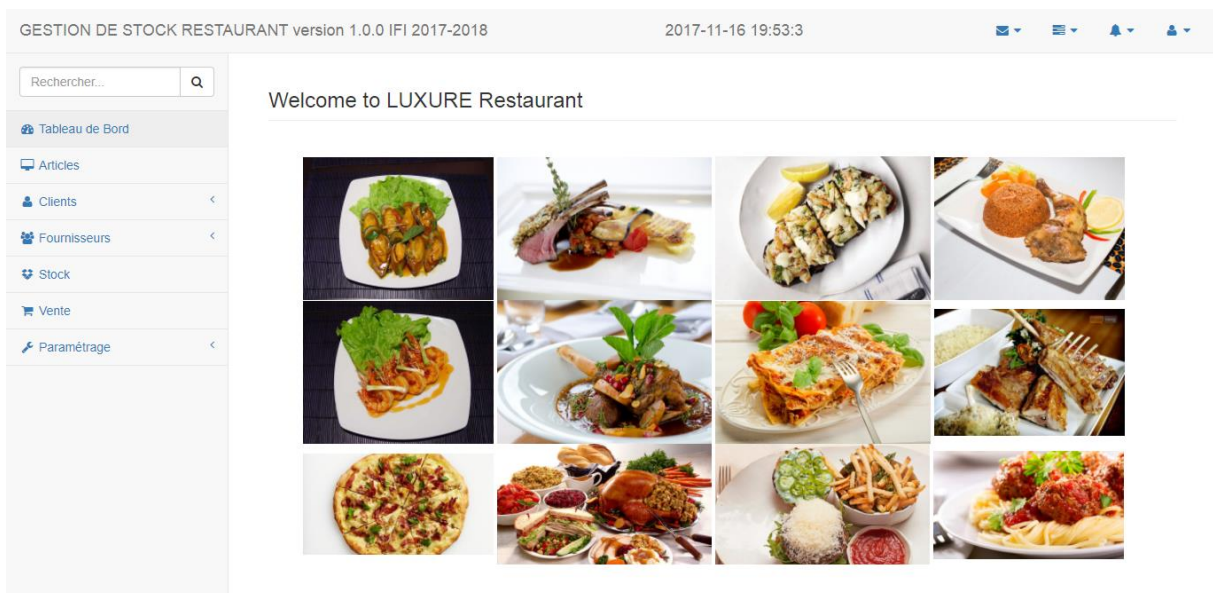 GESTION DE STOCK RESTAURANT version 1.0.0 IFI 2017-2018
2017-11-16 19:53:3
Rechercher...
Welcome to LUXURE Restaurant
Tableau de Bord
Articles
Clients
Fournisseurs
Stock
Vente
Paramétrage